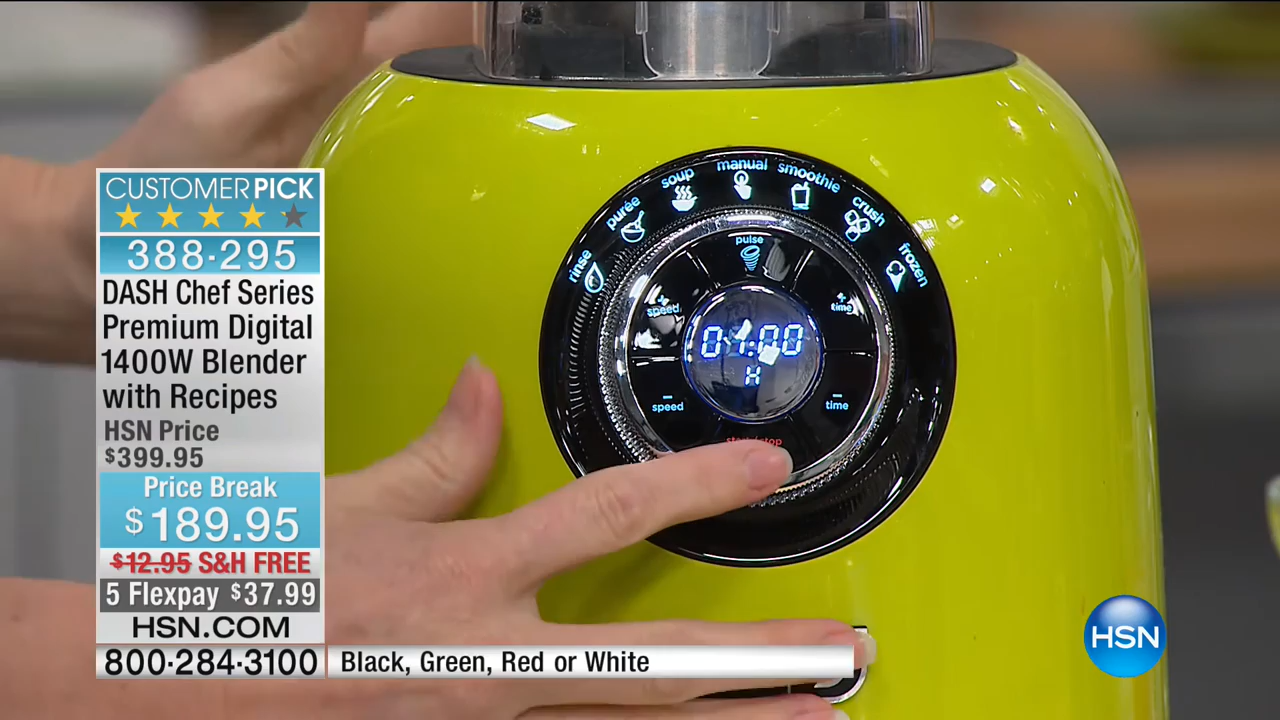 CUSTOMER PICK
388·295
DASH Chef Series
Premium Digital
1400W Blender
with Recipes
HSN Price
$399.95
Price Break
$189.95
$12.95 S&H FREE
5 Flexpay $37.99
HSN.COM
800·284·3100
Black, Green, Red or White
rinse
purée
soup
manual
smoothie
crush
frozen
pulse
+
speed
+
time
01:00
H
-
speed
-
time
HSN